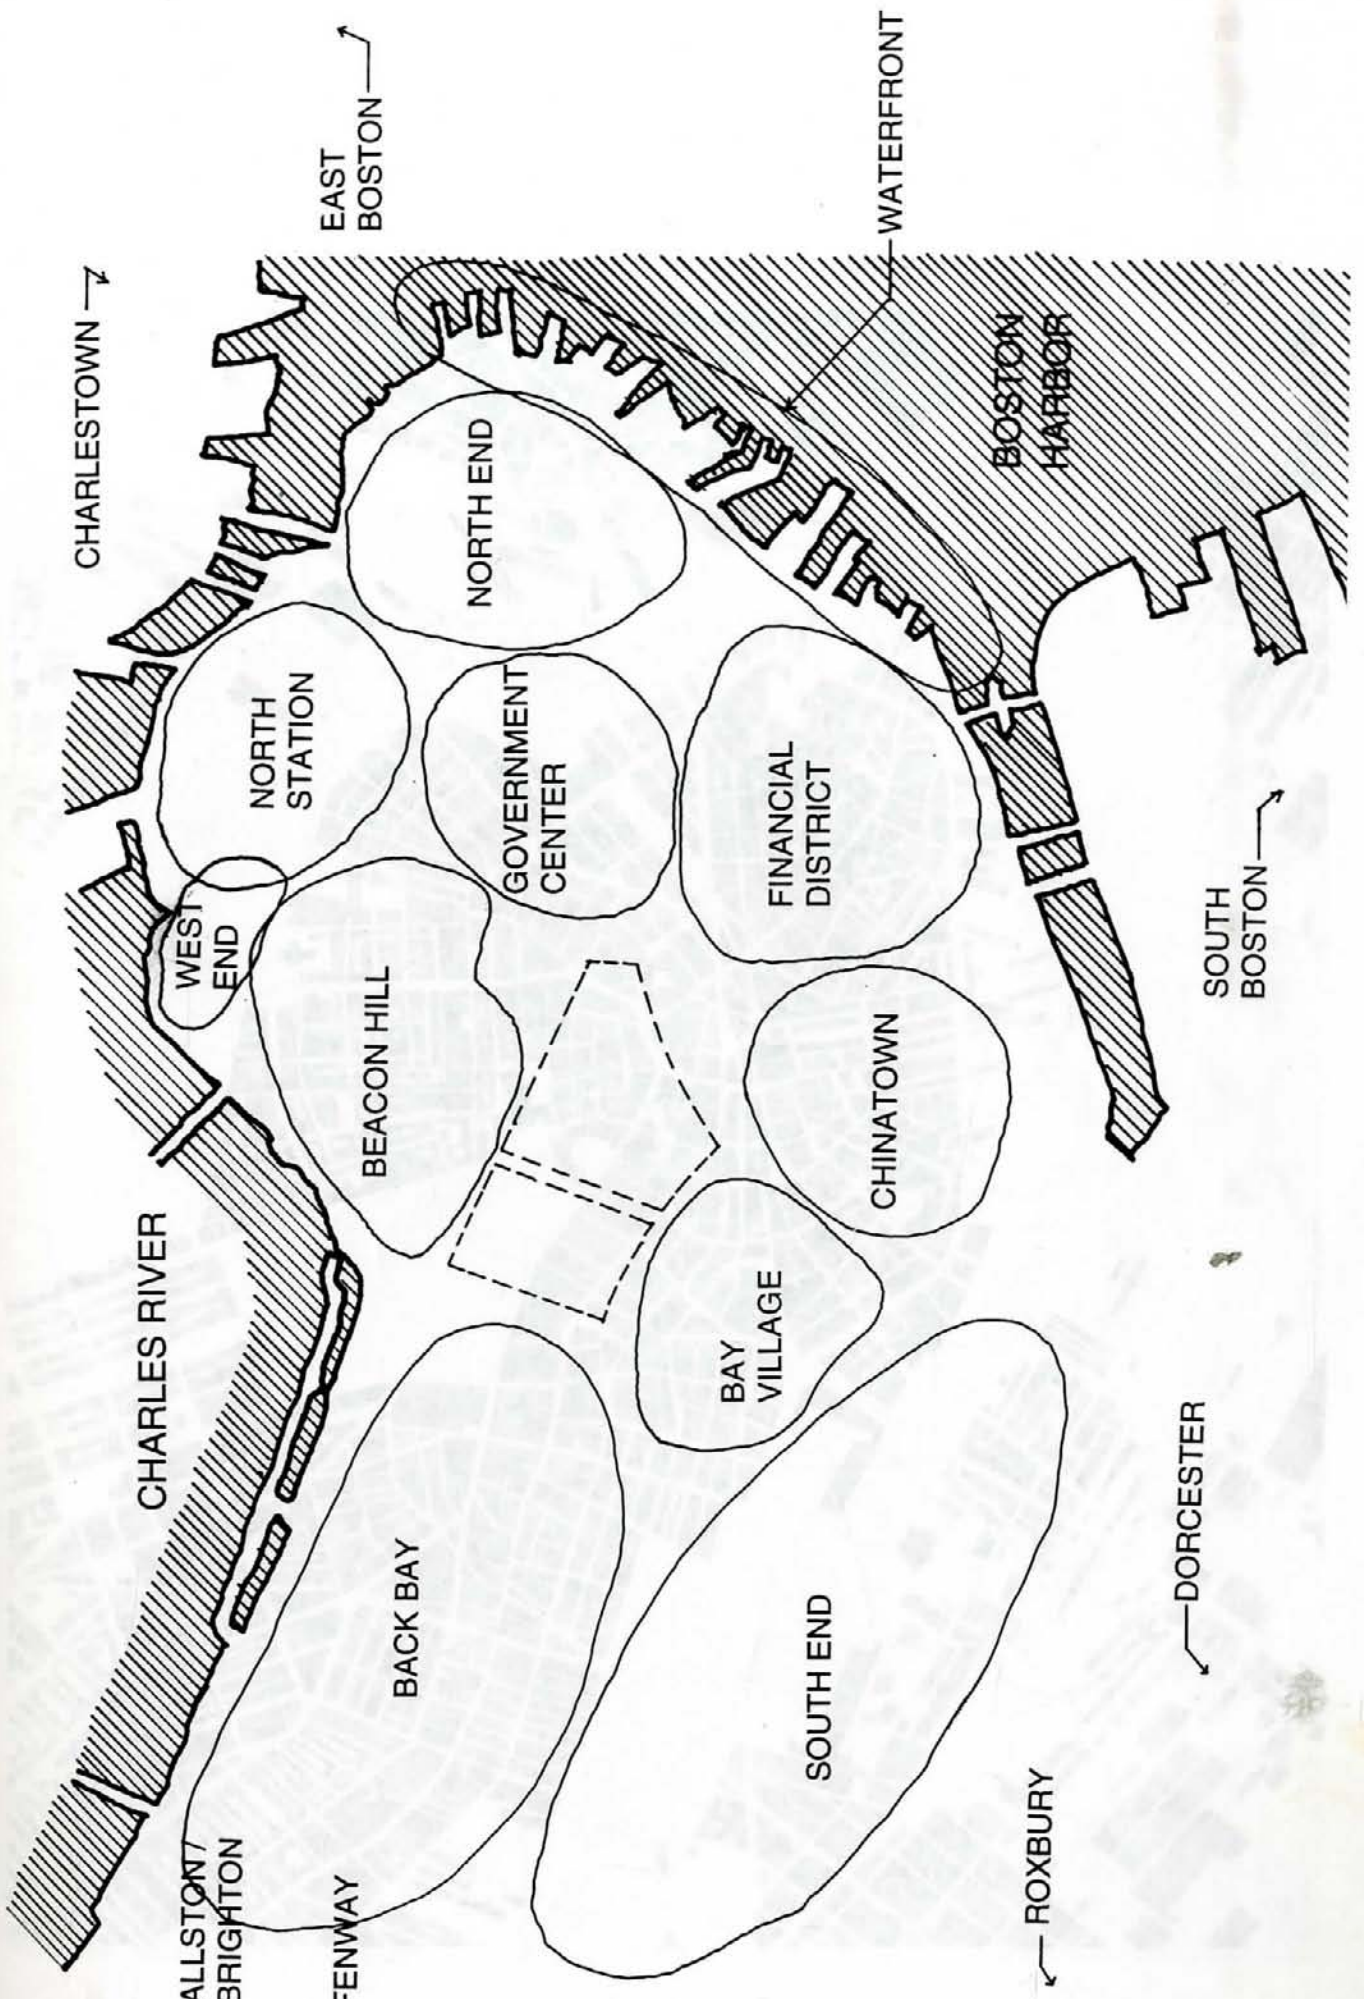 CHARLESTOWN
EAST
BOSTON
WATERFRONT
BOSTON
HARBOR
NORTH END
NORTH
STATION
GOVERNMENT
CENTER
FINANCIAL
DISTRICT
WEST
END
BEACON HILL
CHINATOWN
SOUTH
BOSTON
CHARLES RIVER
BAY
VILLAGE
BACK BAY
SOUTH END
DORCESTER
ALLSTON/
BRIGHTON
FENWAY
ROXBURY